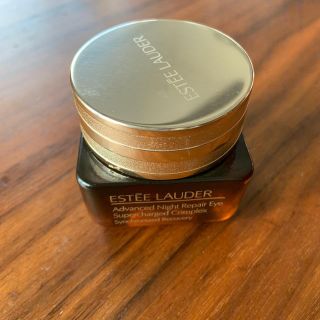 ESTĒE LAUDER
ESTĒE LAUDER
Advanced Night Repair Eye
Supercharged Complex
Synchronized Recovery